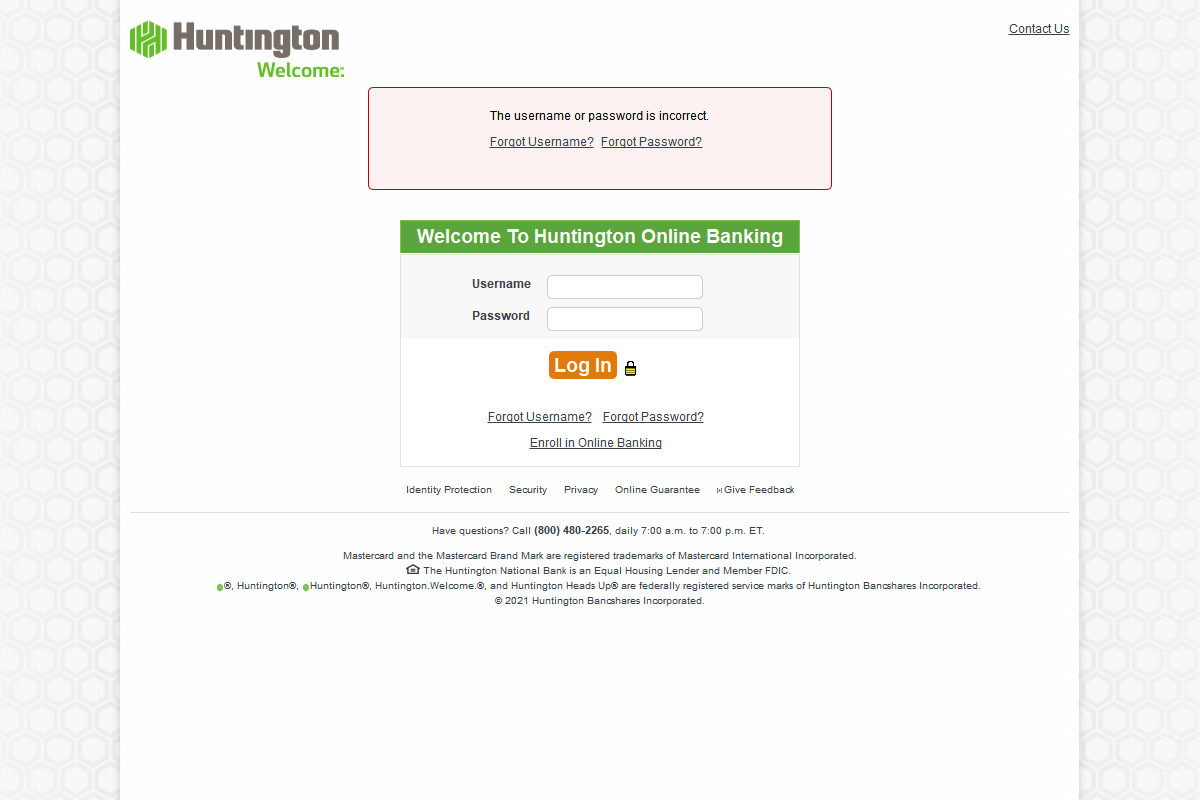 Huntington
Welcome.
Contact Us
The username or password is incorrect.
Forgot Username? Forgot Password?
Welcome To Huntington Online Banking
Username
Password
Log In
Forgot Username? Forgot Password?
Enroll in Online Banking
Identity Protection Security Privacy Online Guarantee [+] Give Feedback
Have questions? Call (800) 480-2265, daily 7:00 a.m. to 7:00 p.m. ET.
Mastercard and the Mastercard Brand Mark are registered trademarks of Mastercard International Incorporated.
The Huntington National Bank is an Equal Housing Lender and Member FDIC.
®, Huntington®, Huntington®, Huntington.Welcome.®, and Huntington Heads Up® are federally registered service marks of Huntington Bancshares Incorporated.
© 2021 Huntington Bancshares Incorporated.